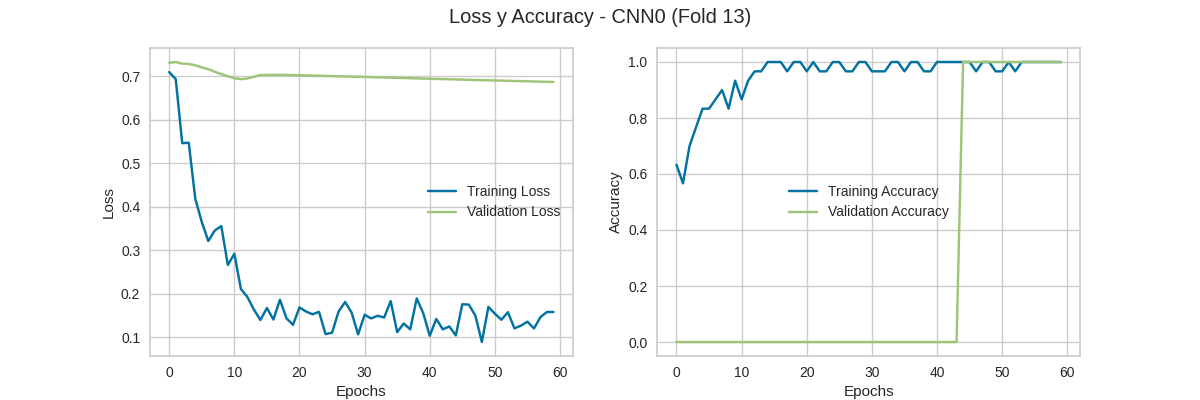 Loss y Accuracy - CNN0 (Fold 13)
0.7
0.6
0.5
0.4
0.3
0.2
0.1
Loss
Training Loss
Validation Loss
0 10 20 30 40 50 60
Epochs
1.0
0.8
0.6
0.4
0.2
0.0
Accuracy
Training Accuracy
Validation Accuracy
0 10 20 30 40 50 60
Epochs